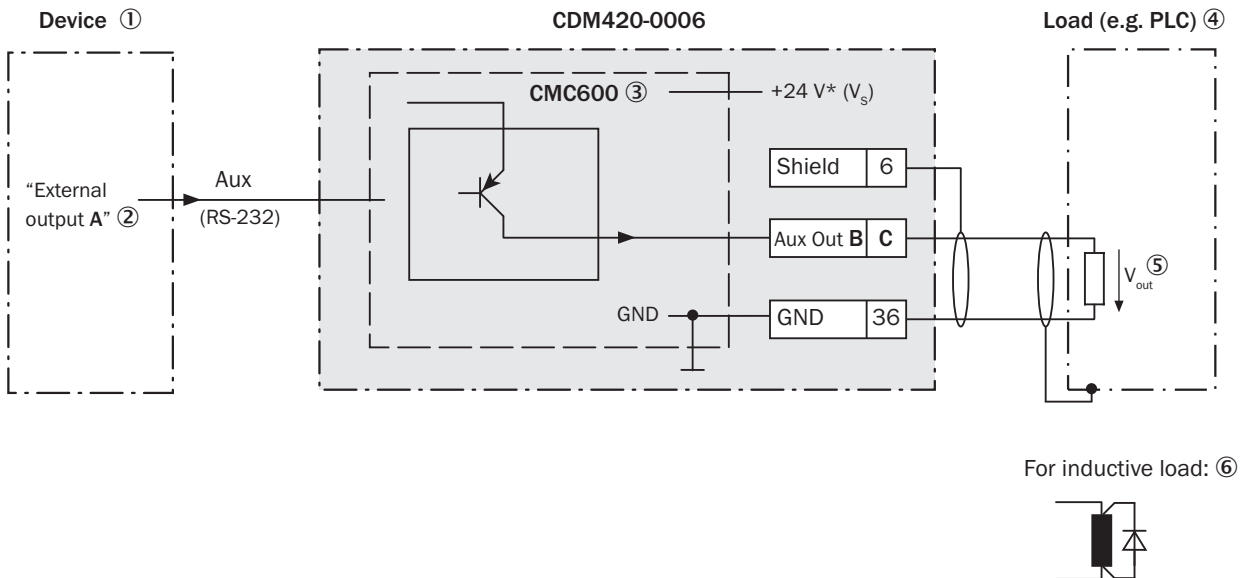 Device ①
CDM420-0006
Load (e.g. PLC) ④
CMC600 ③
+24 V* (Vs)
Shield 6
"External
output A" ②
Aux
(RS-232)
Aux Out B C
Vout ⑤
GND
GND 36
For inductive load: ⑥